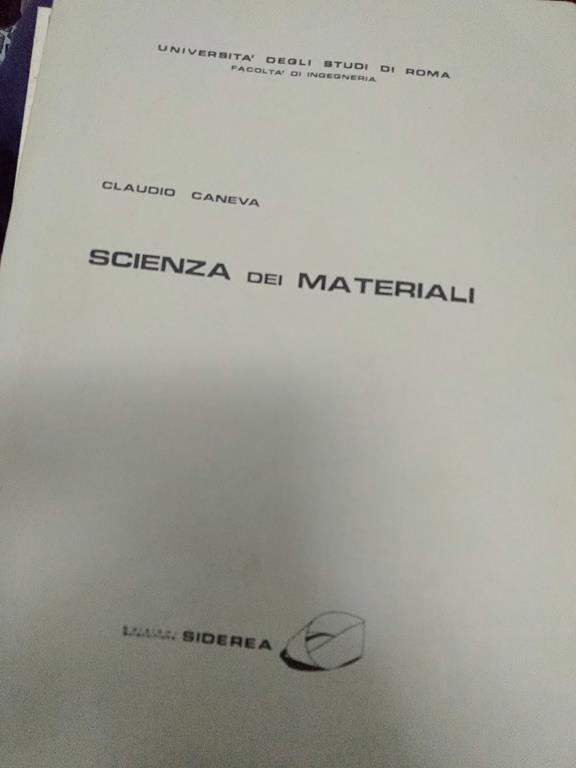 UNIVERSITA' DEGLI STUDI DI ROMA
FACOLTA' DI INGEGNERIA
CLAUDIO CANEVA
SCIENZA DEI MATERIALI
SIDEREA